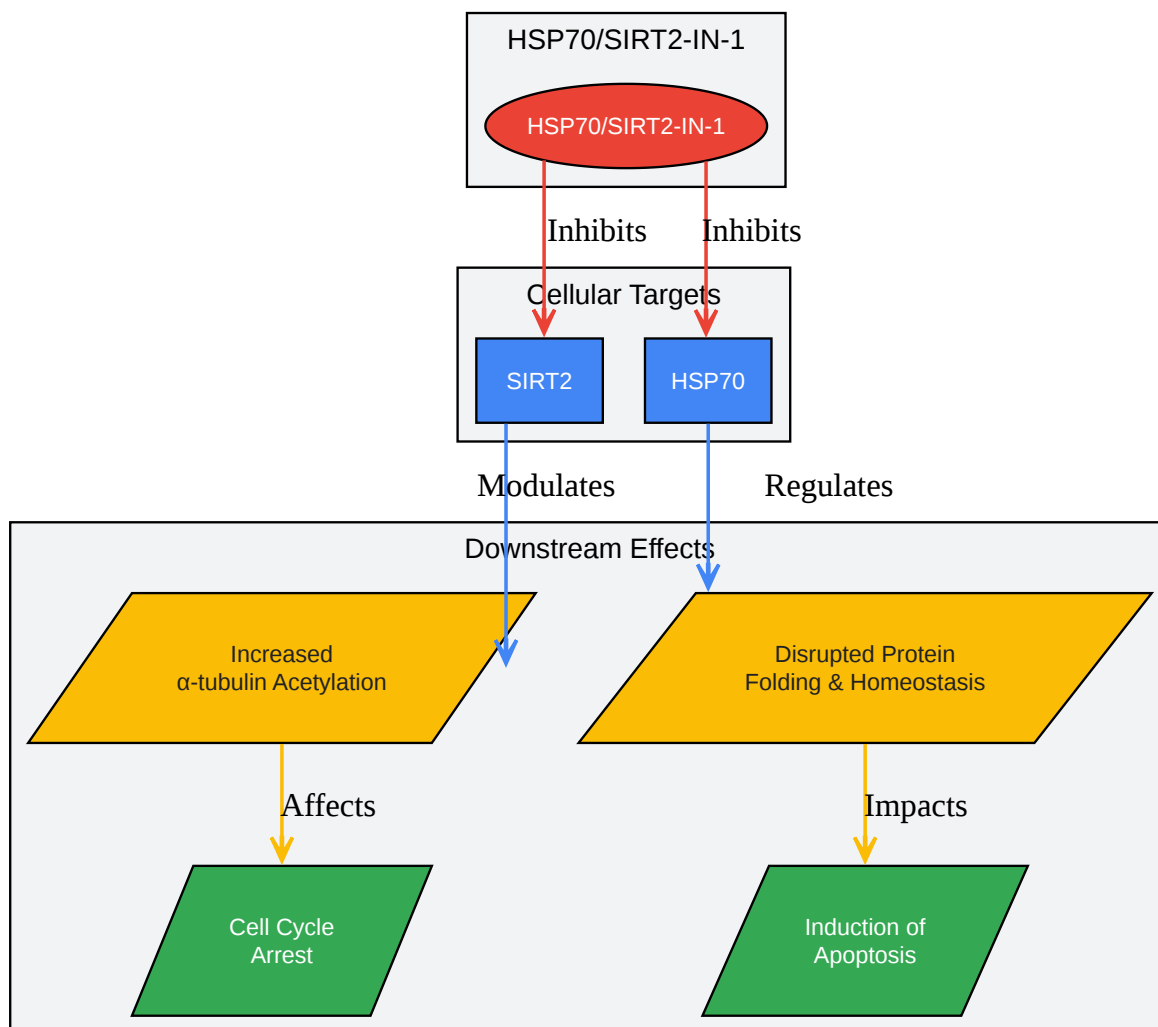 HSP70/SIRT2-IN-1
HSP70/SIRT2-IN-1
Inhibits
Inhibits
Cellular Targets
SIRT2
HSP70
Modulates
Regulates
Downstream Effects
Increased
α-tubulin Acetylation
Disrupted Protein
Folding & Homeostasis
Affects
Impacts
Cell Cycle
Arrest
Induction of
Apoptosis